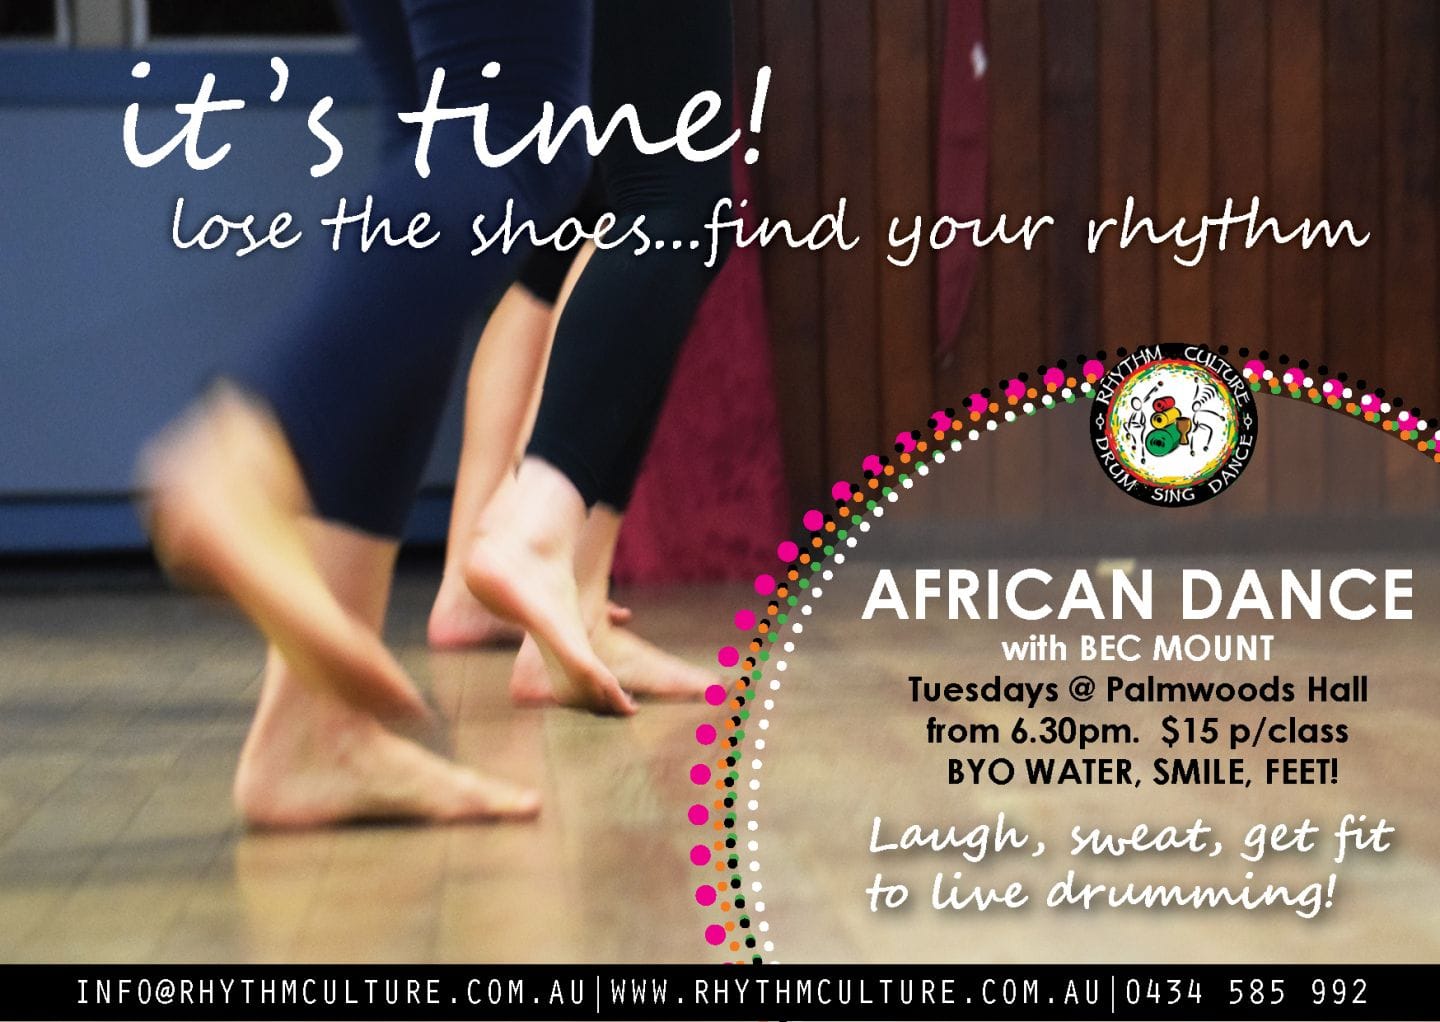 it's time!
lose the shoes...find your rhythm
RHYTHM CULTURE
DRUM SING DANCE
AFRICAN DANCE
with BEC MOUNT
Tuesdays @ Palmwoods Hall
from 6.30pm. $15 p/class
BYO WATER, SMILE, FEET!
Laugh, sweat, get fit
to live drumming!
INFO@RHYTHMCULTURE.COM.AU|WWW.RHYTHMCULTURE.COM.AU|0434 585 992